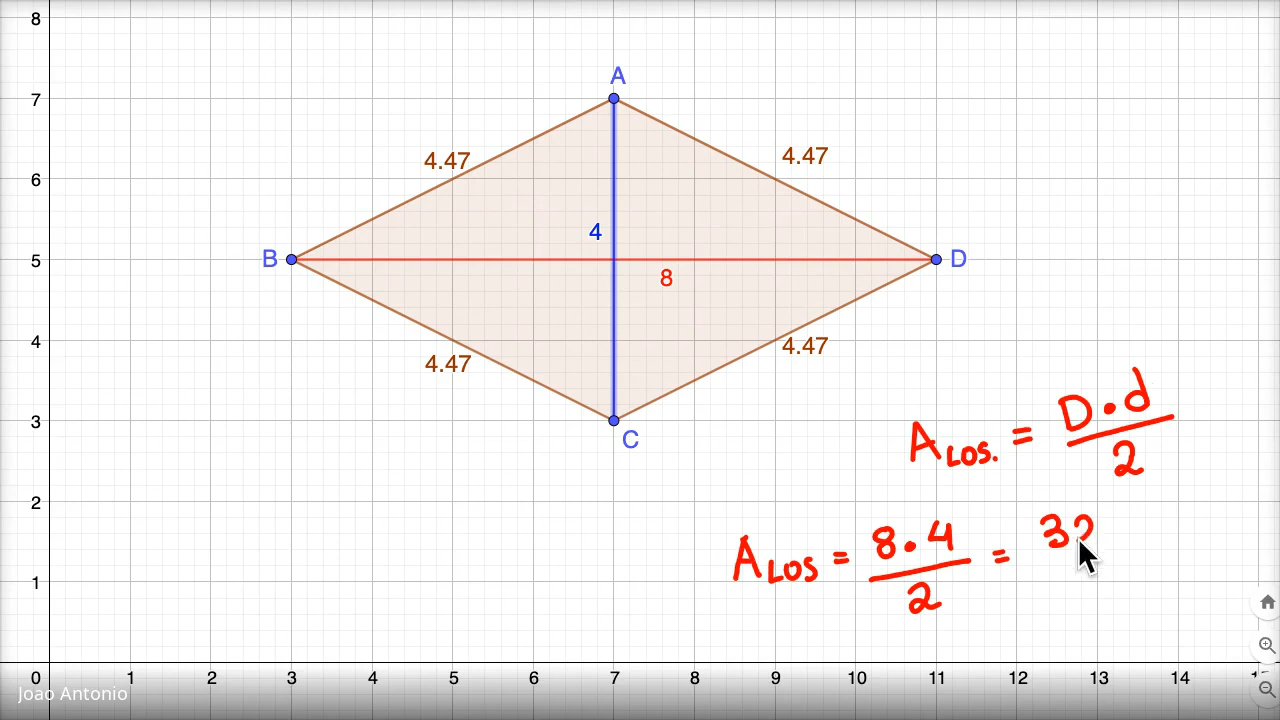 8
A
7
4.47
4.47
6
4
B
5
D
8
4
4.47
4.47
3
C
A LOS. = D·d / 2
2
A LOS = 8·4 / 2 = 32
1
0 1 2 3 4 5 6 7 8 9 10 11 12 13 14
Joao Antonio